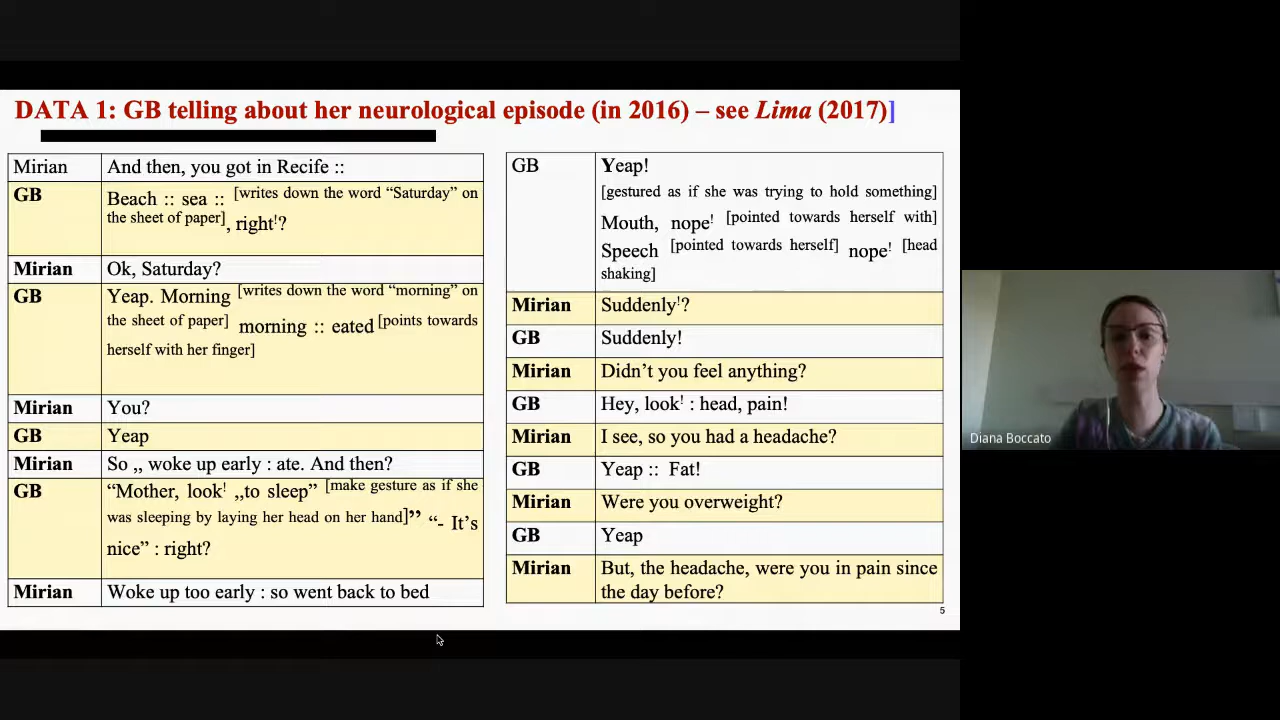 DATA 1: GB telling about her neurological episode (in 2016) – see Lima (2017)]
Mirian And then, you got in Recife ::
GB Beach :: sea :: [writes down the word “Saturday” on
the sheet of paper], right!?
Mirian Ok, Saturday?
GB Yeap. Morning [writes down the word “morning” on
the sheet of paper] morning :: eated [points towards
herself with her finger]
Mirian You?
GB Yeap
Mirian So ,, woke up early : ate. And then?
GB “Mother, look! ,,to sleep” [make gesture as if she
was sleeping by laying her head on her hand]” “- It’s
nice” : right?
Mirian Woke up too early : so went back to bed
GB Yeap!
[gestured as if she was trying to hold something]
Mouth, nope! [pointed towards herself with]
Speech [pointed towards herself] nope! [head
shaking]
Mirian Suddenly!?
GB Suddenly!
Mirian Didn’t you feel anything?
GB Hey, look! : head, pain!
Mirian I see, so you had a headache?
GB Yeap :: Fat!
Mirian Were you overweight?
GB Yeap
Mirian But, the headache, were you in pain since
the day before?
5
Diana Boccato